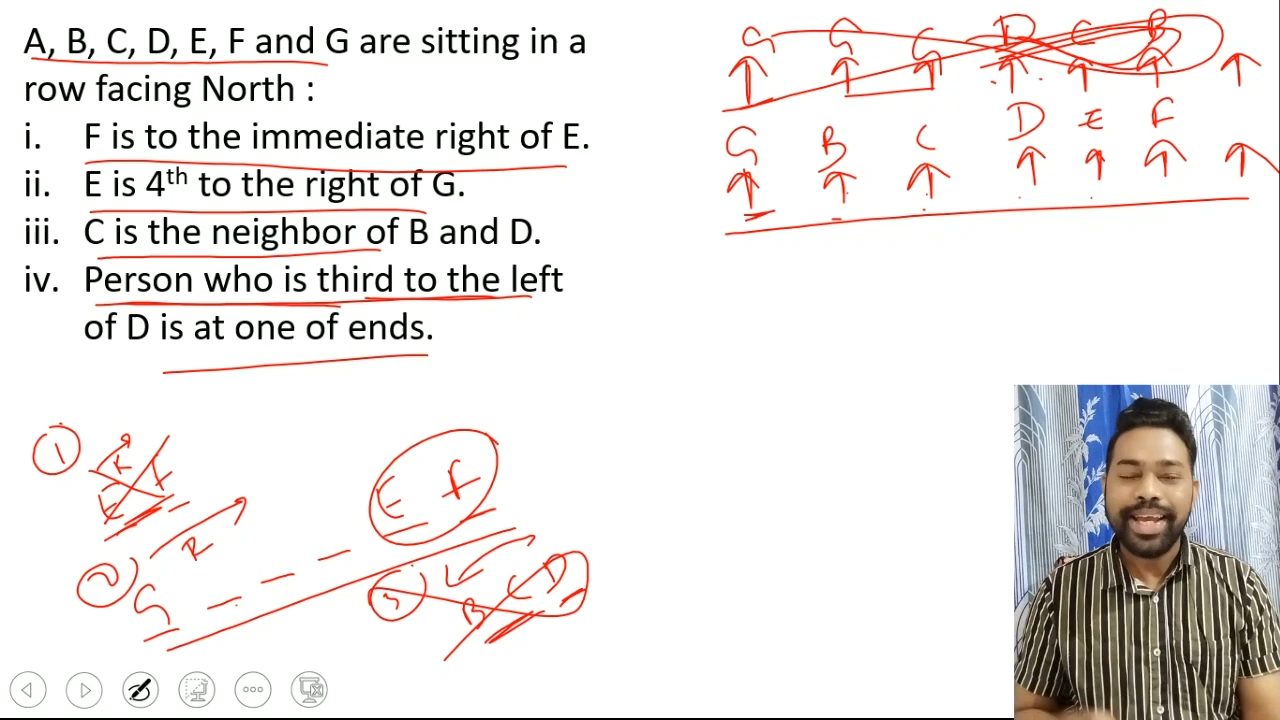 A, B, C, D, E, F and G are sitting in a
row facing North :
i. F is to the immediate right of E.
ii. E is 4th to the right of G.
iii. C is the neighbor of B and D.
iv. Person who is third to the left
of D is at one of ends.
G G G D C B
G B C D E F
1
R
E F
E F
2
R
G
3
B C D